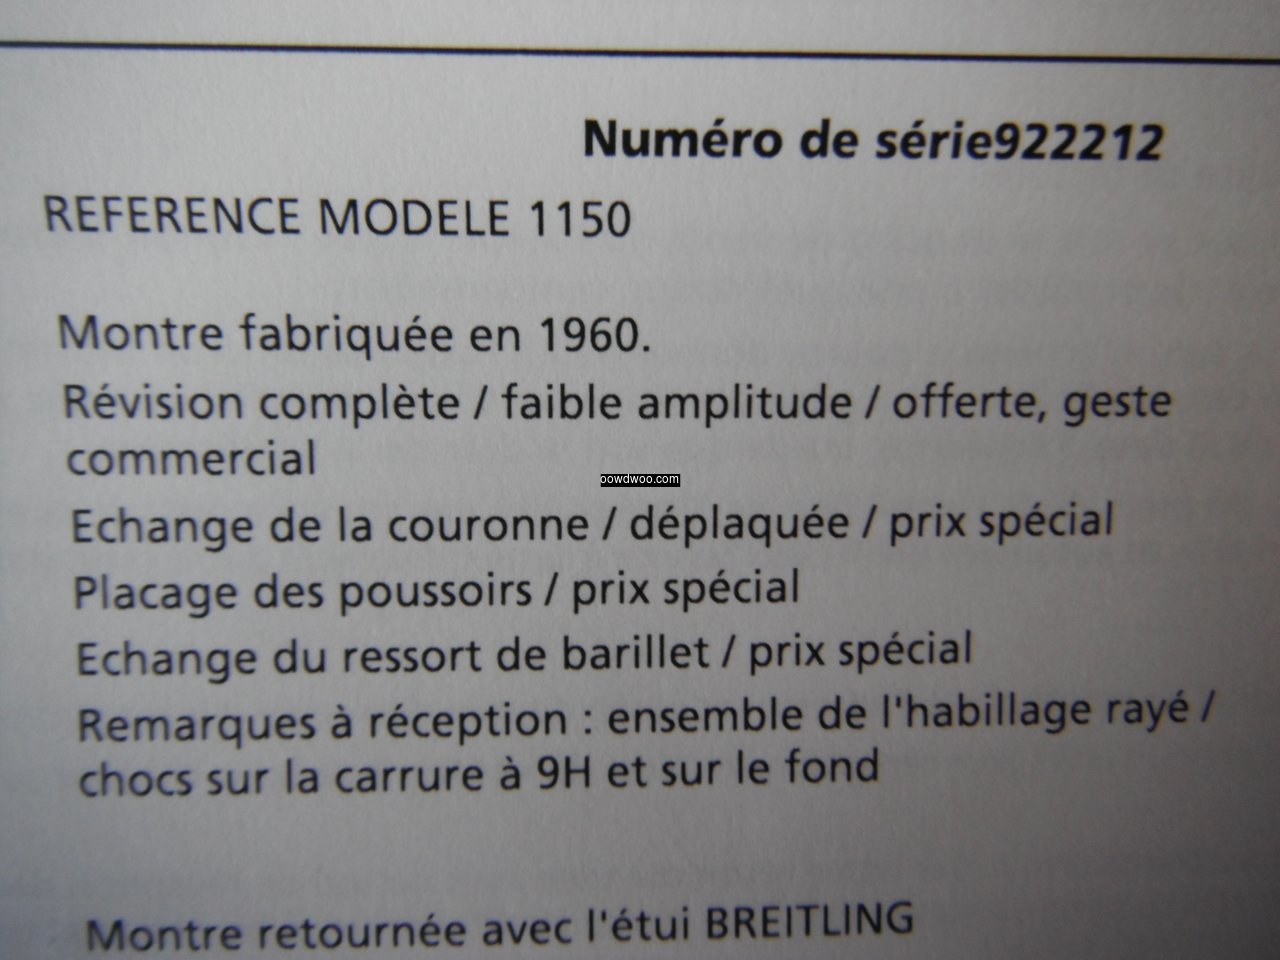 Numéro de série922212
REFERENCE MODELE 1150
Montre fabriquée en 1960.
Révision complète / faible amplitude / offerte, geste
commercial
oowdwoo.com
Echange de la couronne / déplaquée / prix spécial
Placage des poussoirs / prix spécial
Echange du ressort de barillet / prix spécial
Remarques à réception : ensemble de l'habillage rayé /
chocs sur la carrure à 9H et sur le fond
Montre retournée avec l'étui BREITLING